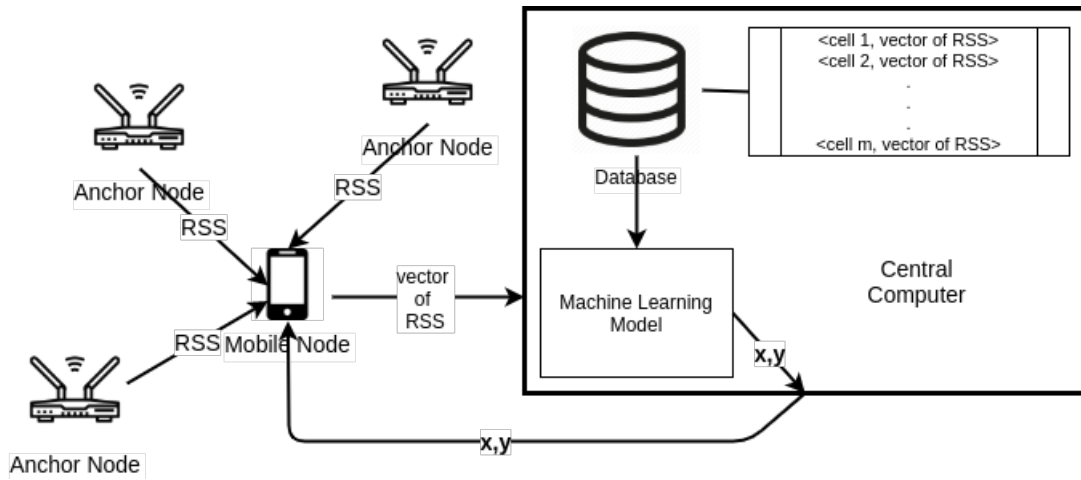 <cell 1, vector of RSS>
<cell 2, vector of RSS>
.
.
.
<cell m, vector of RSS>
Anchor Node
Anchor Node
Database
RSS
RSS
vector
of
RSS
Machine Learning
Model
Central
Computer
RSS
Mobile Node
x,y
x,y
Anchor Node